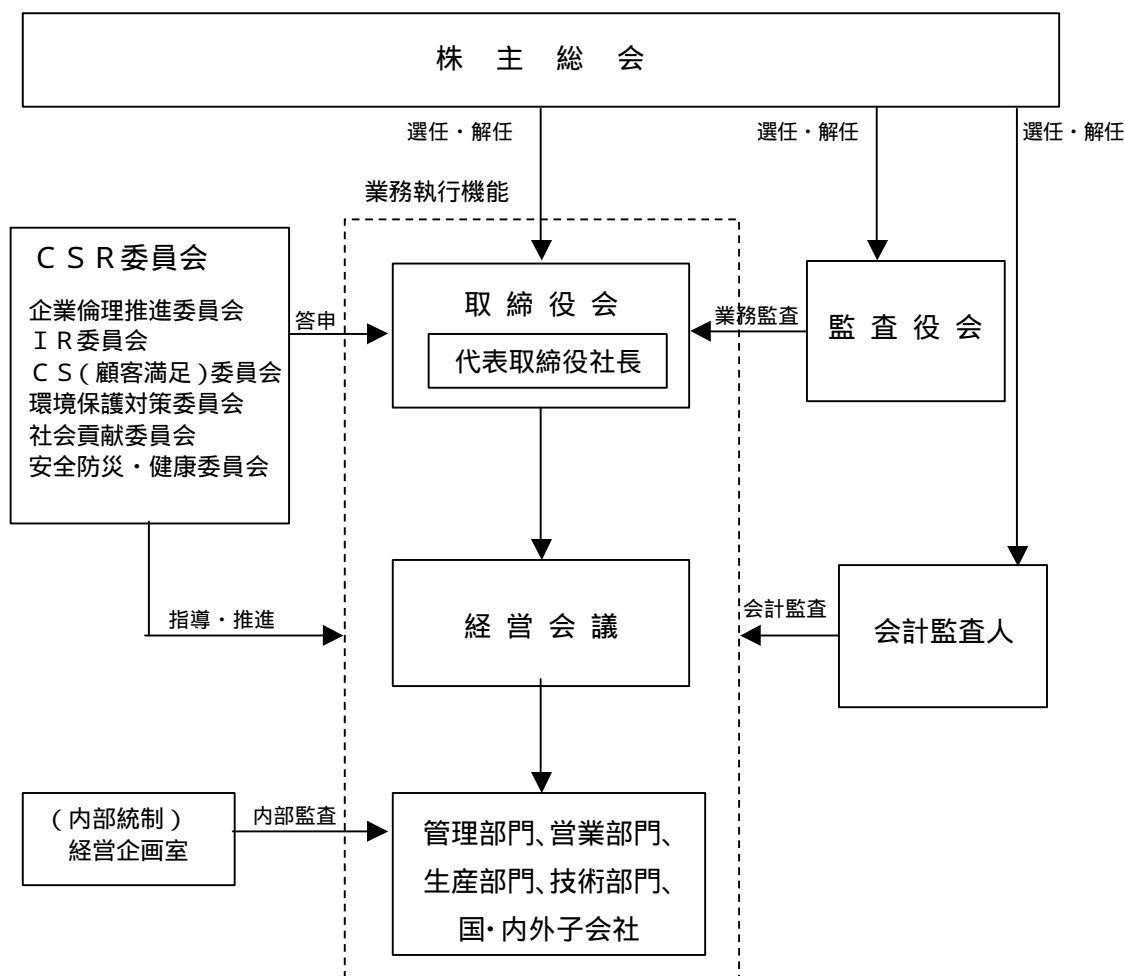 株主総会
選任・解任
選任・解任
選任・解任
業務執行機能
ＣＳＲ委員会
企業倫理推進委員会
ＩＲ委員会
ＣＳ(顧客満足)委員会
環境保護対策委員会
社会貢献委員会
安全防災・健康委員会
答申
取締役会
代表取締役社長
業務監査
監査役会
指導・推進
経営会議
会計監査
会計監査人
(内部統制)
経営企画室
内部監査
管理部門、営業部門、
生産部門、技術部門、
国・内外子会社